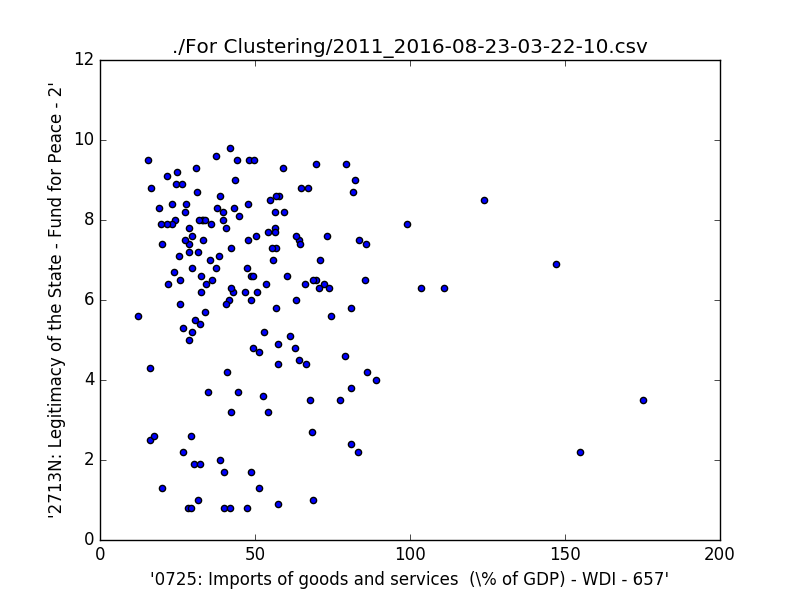 ./For Clustering/2011_2016-08-23-03-22-10.csv
'2713N: Legitimacy of the State - Fund for Peace - 2'
12
10
8
6
4
2
0
0 50 100 150 200
'0725: Imports of goods and services (\% of GDP) - WDI - 657'